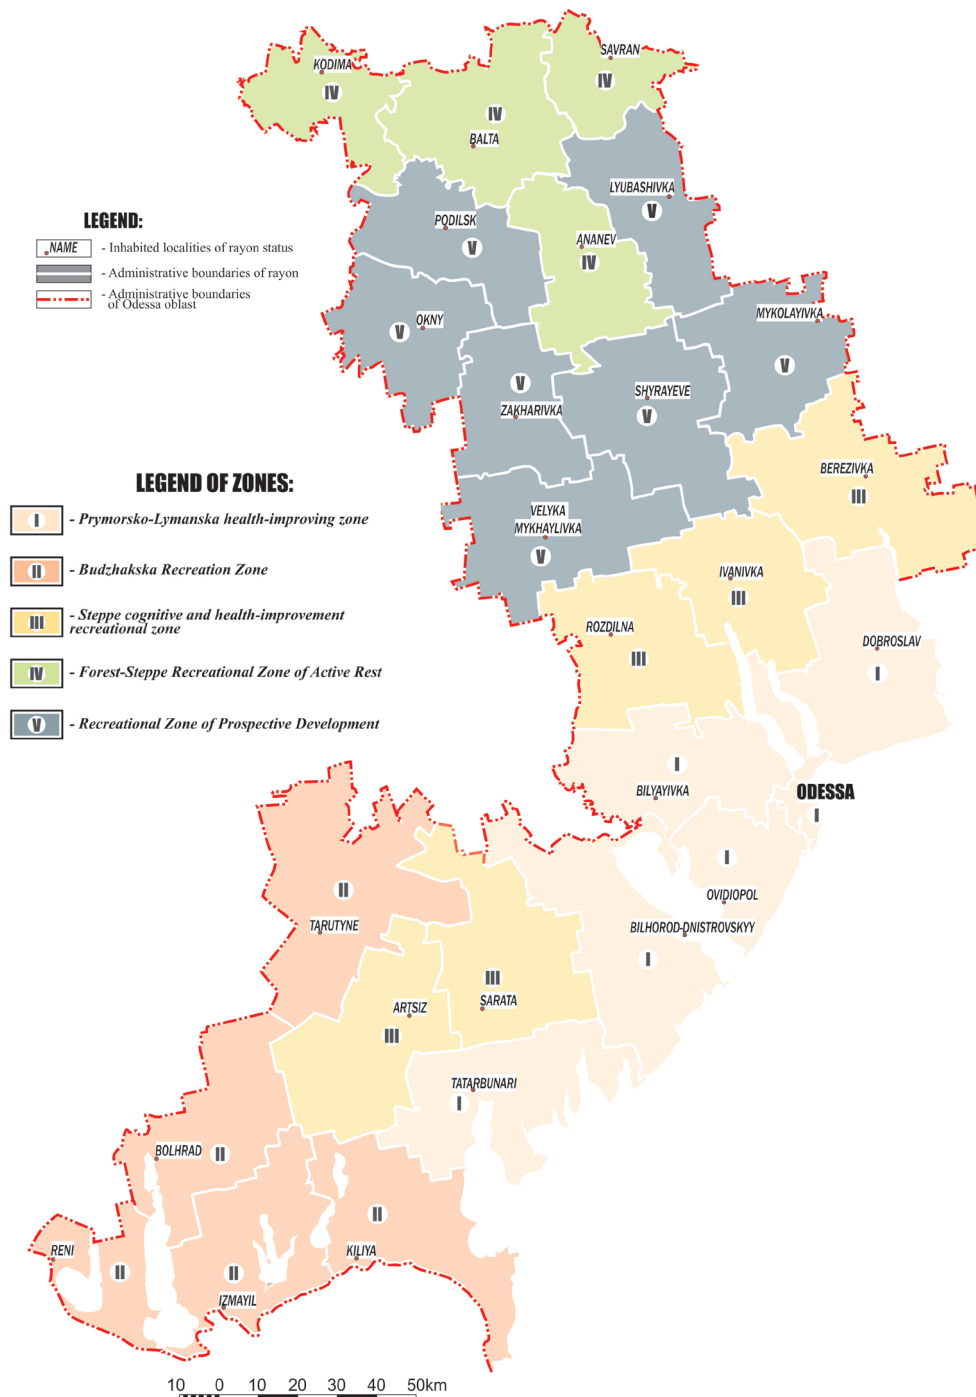 KODIMA
IV
SAVRAN
IV
IV
BALTA
LYUBASHIVKA
V
PODILSK
V
ANANEV
IV
LEGEND:
NAME - Inhabited localities of rayon status
- Administrative boundaries of rayon
- Administrative boundaries
of Odessa oblast
OKNY
V
MYKOLAYIVKA
V
V
ZAKHARIVKA
SHYRAYEVE
V
BEREZIVKA
III
VELYKA
MYKHAYLIVKA
V
LEGEND OF ZONES:
I - Prymorsko-Lymanska health-improving zone
II - Budzhakska Recreation Zone
III - Steppe cognitive and health-improvement
recreational zone
IV - Forest-Steppe Recreational Zone of Active Rest
V - Recreational Zone of Prospective Development
IVANIVKA
III
ROZDILNA
III
DOBROSLAV
I
I
BILYAYIVKA
ODESSA
I
I
OVIDIOPOL
BILHOROD-DNISTROVSKYY
I
II
TARUTYNE
III
SARATA
ARTSIZ
III
TATARBUNARI
I
BOLHRAD
II
II
KILIYA
RENI
II
II
IZMAYIL
10 0 10 20 30 40 50km